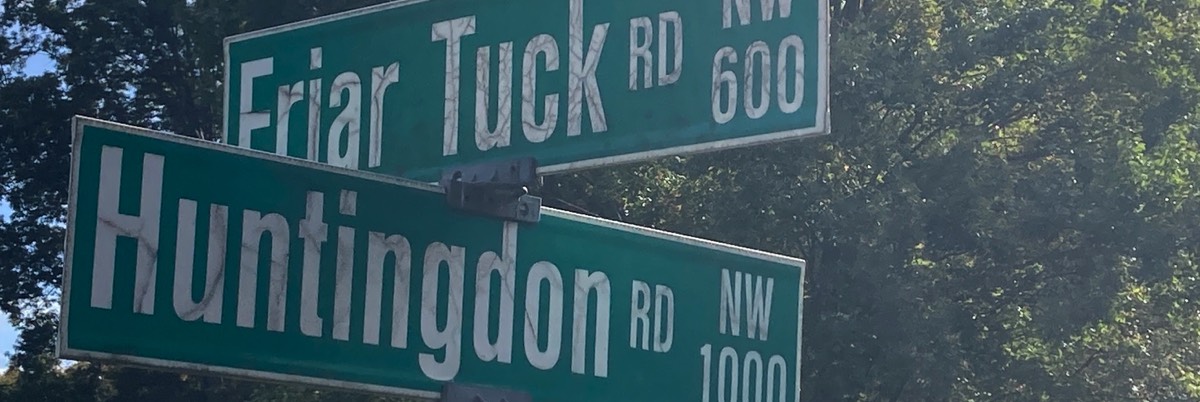 Friar Tuck RD NW 600
Huntingdon RD NW 1000